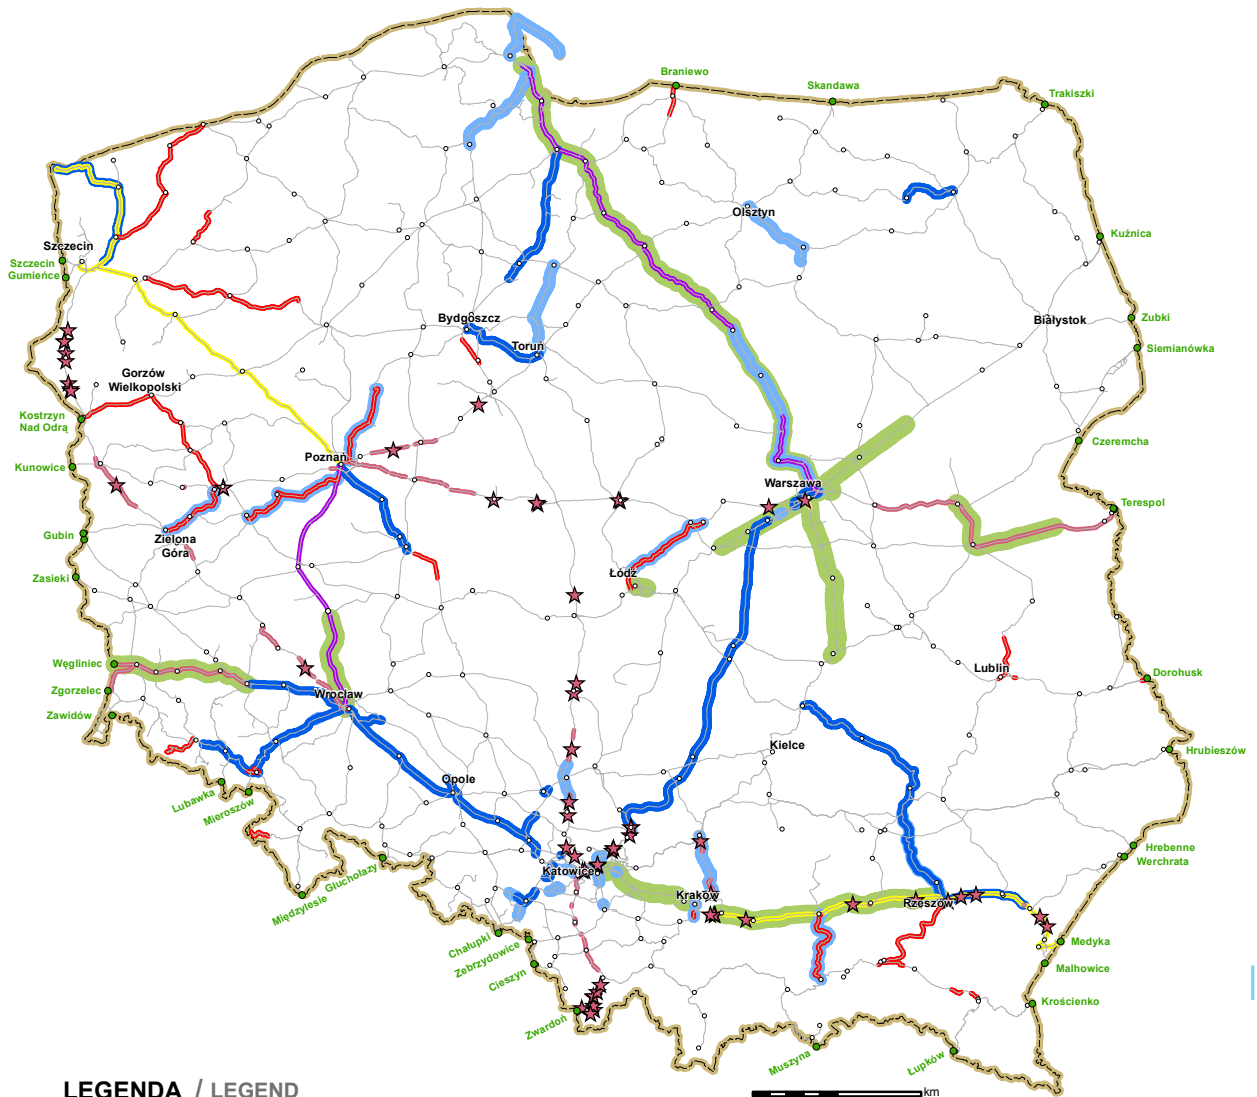 Braniewo
Skandawa
Trakiszki
Olsztyn
Kuźnica
Szczecin
Szczecin
Gumieńce
Bydgoszcz
Toruń
Białystok
Zubki
Siemianówka
Gorzów
Wielkopolski
Kostrzyn
Nad Odrą
Czeremcha
Kunowice
Poznań
Warszawa
Terespol
Gubin
Zielona
Góra
Zasieki
Łódź
Węgliniec
Lublin
Dorohusk
Zgorzelec
Wrocław
Zawidów
Kielce
Hrubieszów
Opole
Lubawka
Mieroszów
Hrebenne
Werchrata
Głuchołazy
Katowice
Międzylesie
Kraków
Rzeszów
Chałupki
Medyka
Zebrzydowice
Malhowice
Cieszyn
Krościenko
Zwardoń
Muszyna
Łupków
LEGENDA / LEGEND
km